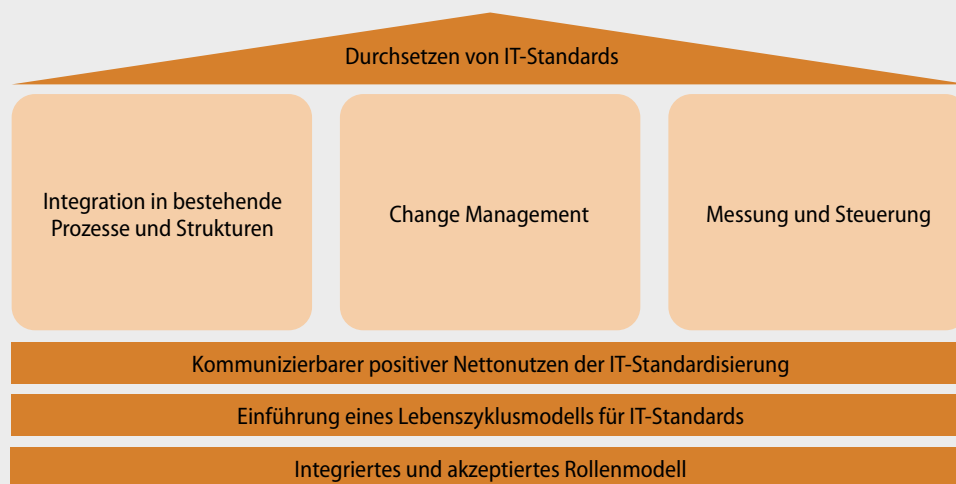 Durchsetzen von IT-Standards
Integration in bestehende
Prozesse und Strukturen
Change Management
Messung und Steuerung
Kommunizierbarer positiver Nettonutzen der IT-Standardisierung
Einführung eines Lebenszyklusmodells für IT-Standards
Integriertes und akzeptiertes Rollenmodell